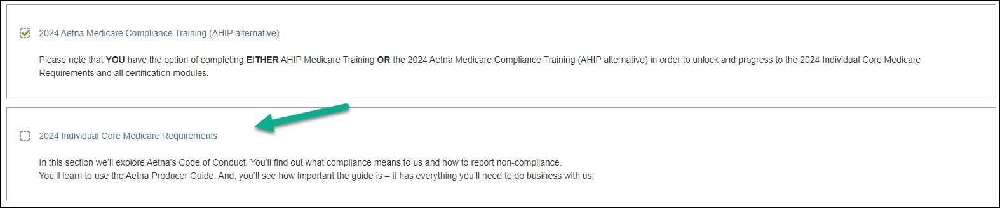 2024 Aetna Medicare Compliance Training (AHIP alternative)
Please note that YOU have the option of completing EITHER AHIP Medicare Training OR the 2024 Aetna Medicare Compliance Training (AHIP alternative) in order to unlock and progress to the 2024 Individual Core Medicare
Requirements and all certification modules.
2024 Individual Core Medicare Requirements
In this section we’ll explore Aetna’s Code of Conduct. You’ll find out what compliance means to us and how to report non-compliance.
You’ll learn to use the Aetna Producer Guide. And, you’ll see how important the guide is – it has everything you’ll need to do business with us.